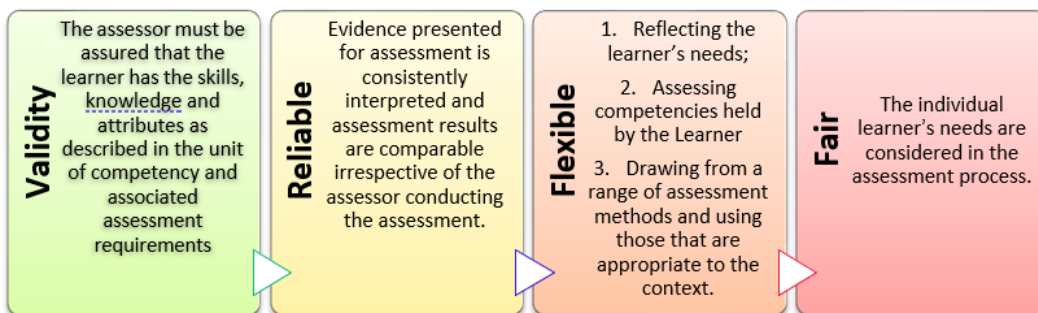 Validity
The assessor must be
assured that the
learner has the skills,
knowledge and
attributes as
described in the unit
of competency and
associated
assessment
requirements
Reliable
Evidence presented
for assessment is
consistently
interpreted and
assessment results
are comparable
irrespective of the
assessor conducting
the assessment.
Flexible
1. Reflecting the
learner’s needs;
2. Assessing
competencies held
by the Learner
3. Drawing from a
range of assessment
methods and using
those that are
appropriate to the
context.
Fair
The individual
learner’s needs are
considered in the
assessment process.